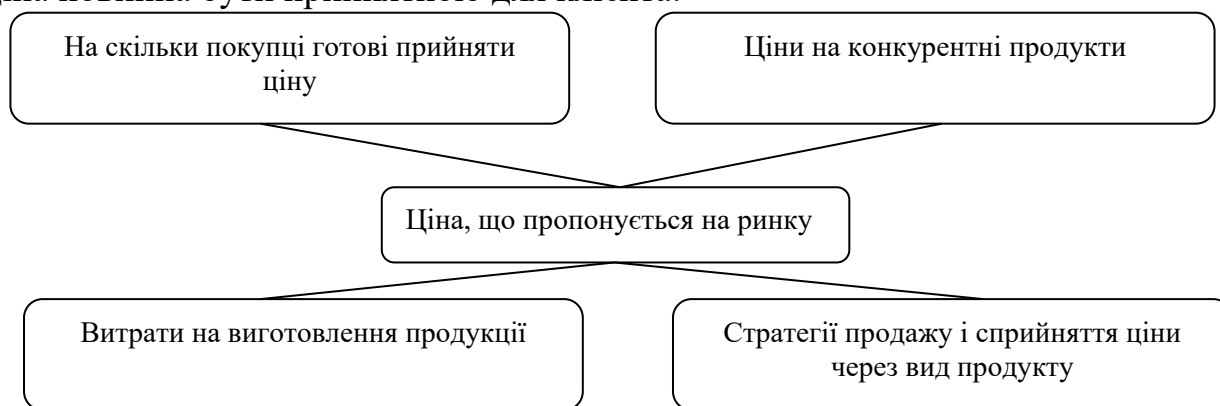 повинна бути прийнятною для клієнта.
На скільки покупці готові прийняти
ціну
Ціни на конкурентні продукти
Ціна, що пропонується на ринку
Витрати на виготовлення продукції
Стратегії продажу і сприйняття ціни
через вид продукту